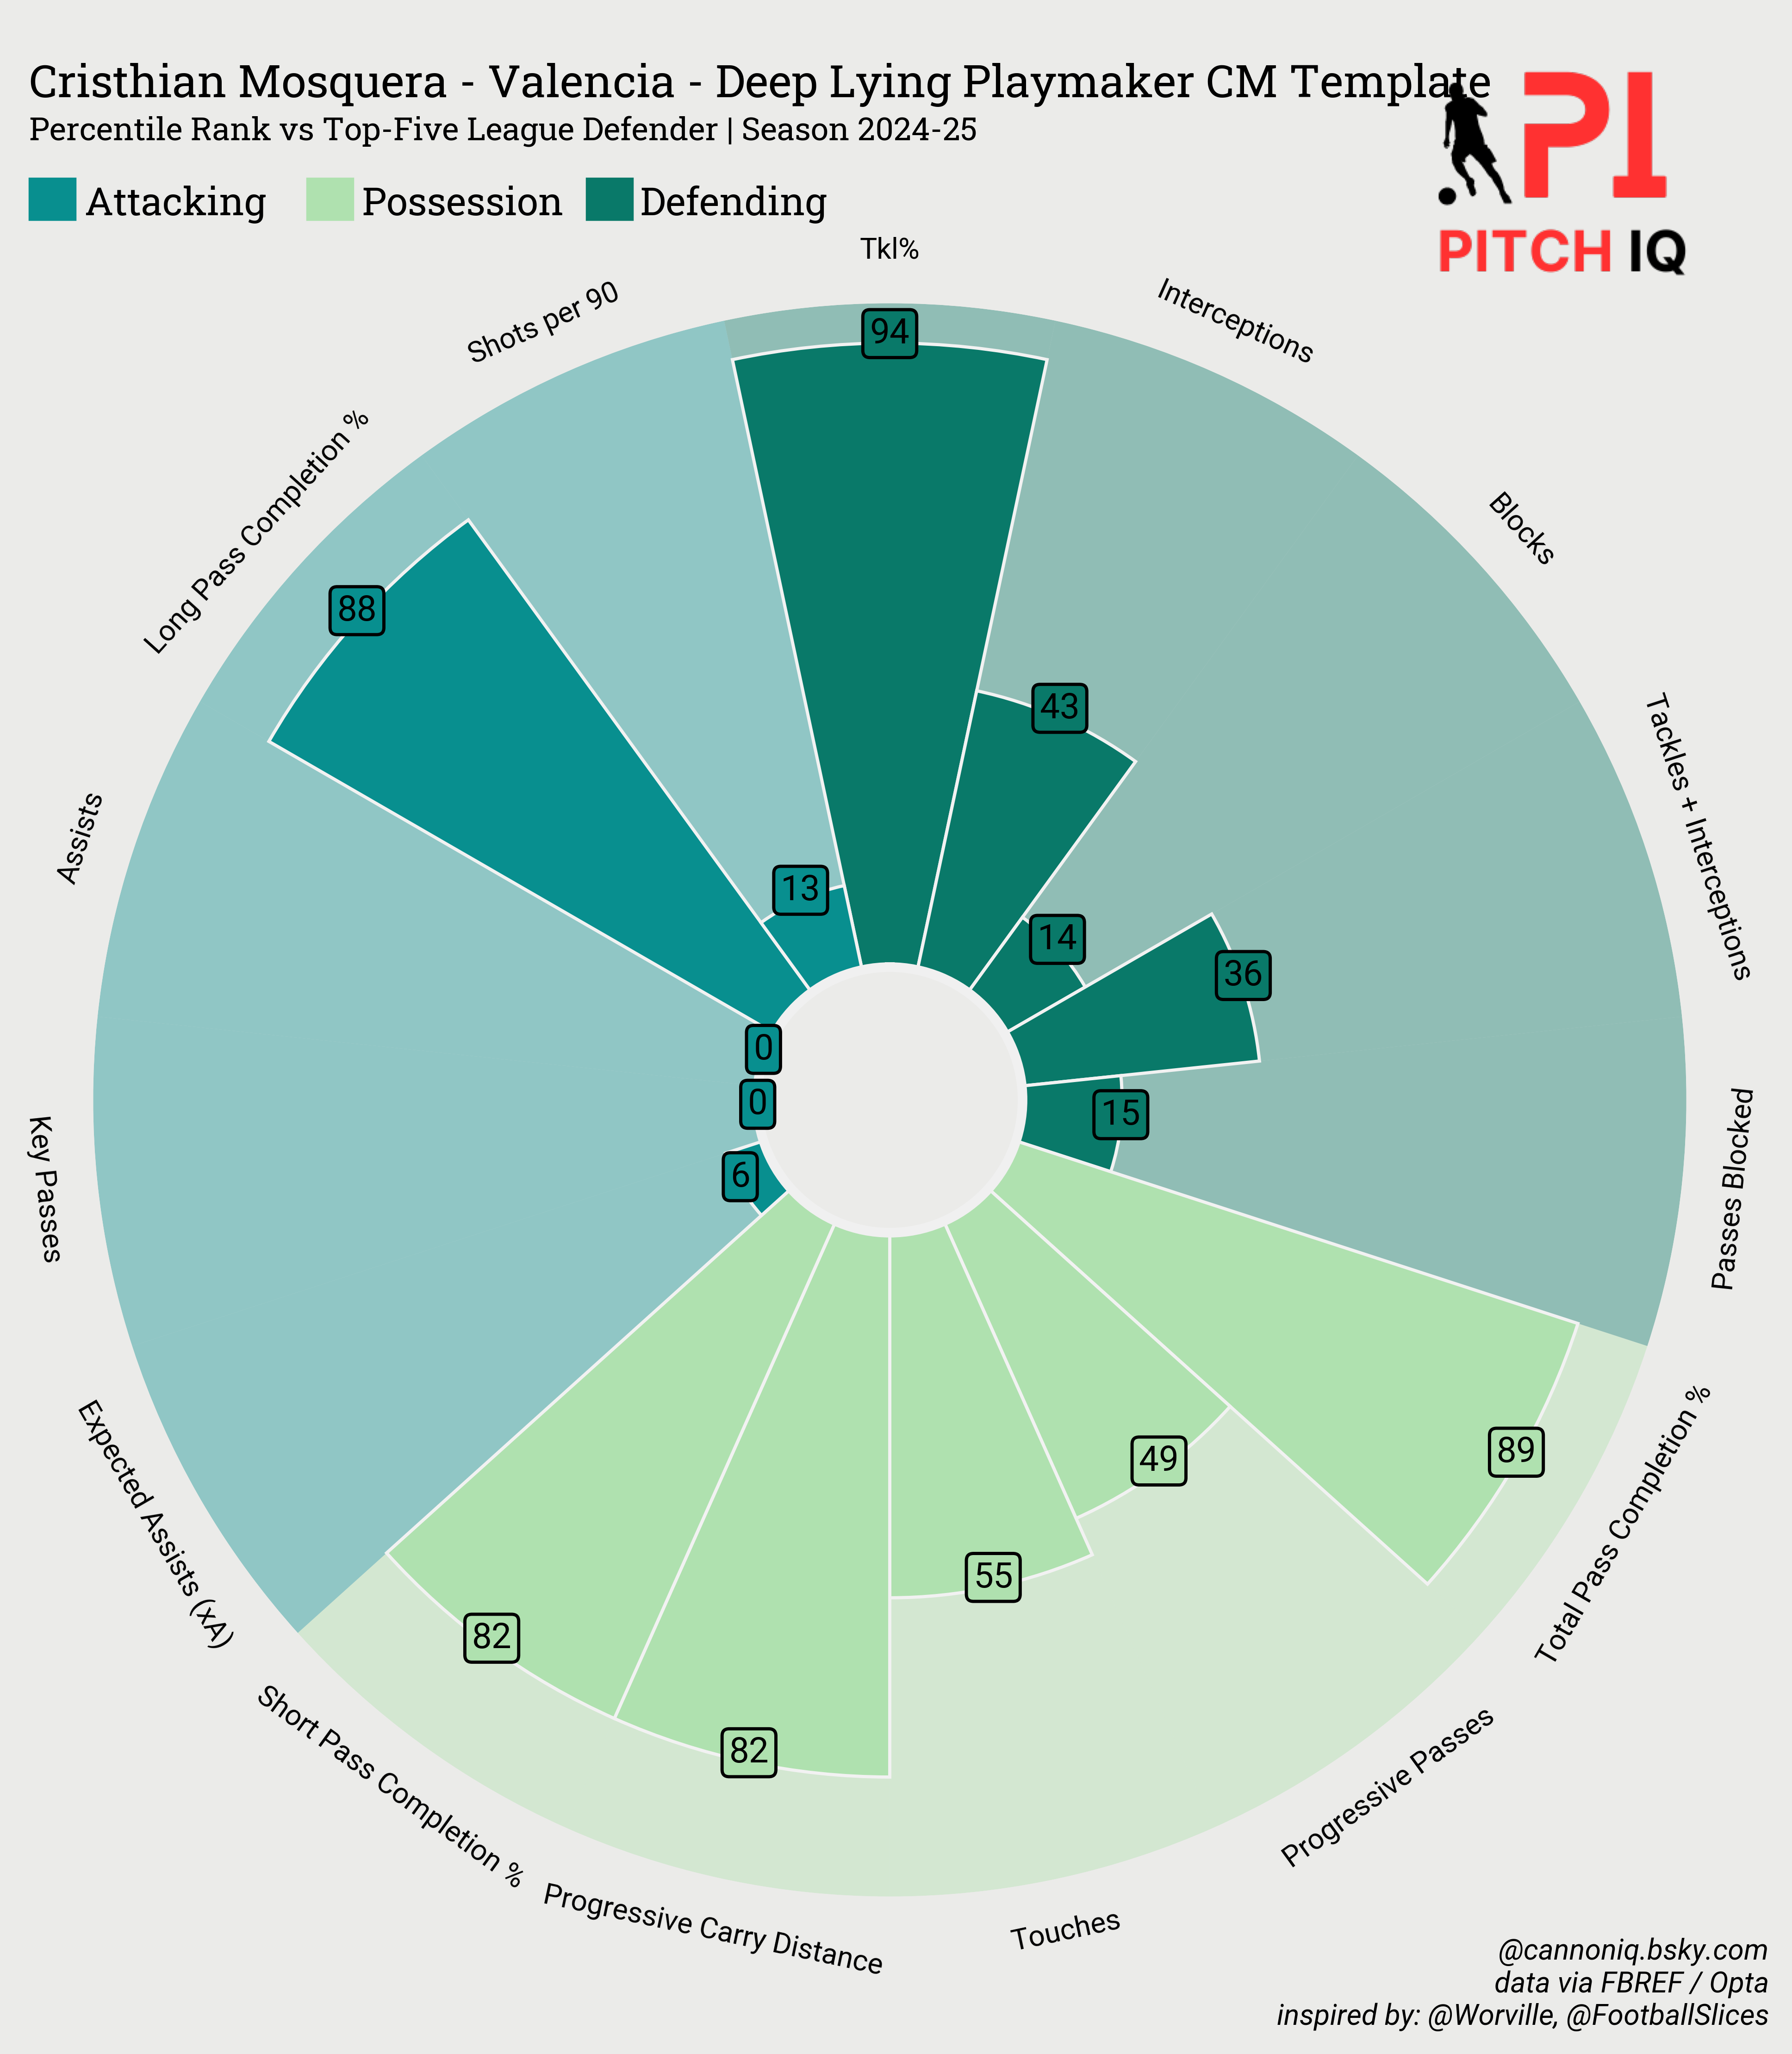 Cristhian Mosquera - Valencia - Deep Lying Playmaker CM Template
Percentile Rank vs Top-Five League Defender | Season 2024-25
Attacking
Possession
Defending
PI
PITCH IQ
Tkl%
94
Interceptions
43
Blocks
14
Tackles + Interceptions
36
Passes Blocked
15
Total Pass Completion %
89
Progressive Passes
49
Touches
55
Progressive Carry Distance
82
Short Pass Completion %
82
Expected Assists (xA)
6
Key Passes
0
Assists
0
Long Pass Completion %
88
Shots per 90
13
@cannoniq.bsky.com
data via FBREF / Opta
inspired by: @Worville, @FootballSlices